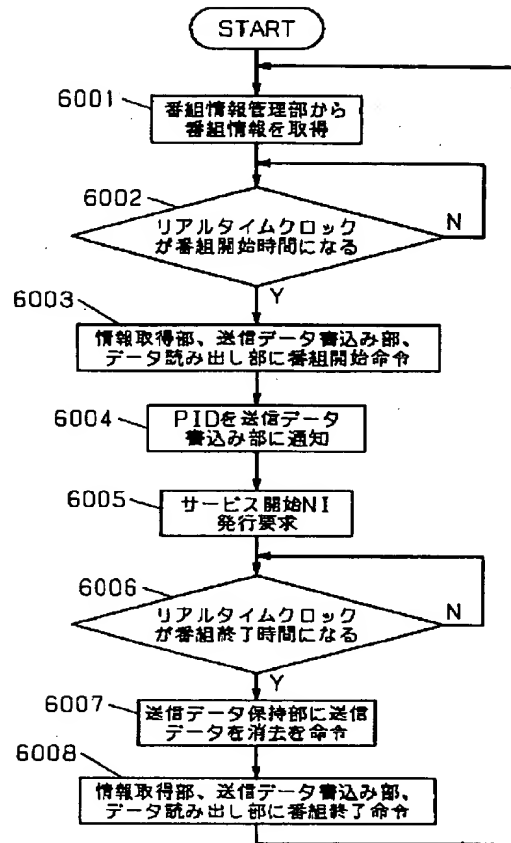 START
6001
番組情報管理部から
番組情報を取得
6002
リアルタイムクロック
が番組開始時間になる
N
Y
6003
情報取得部、送信データ書込み部、
データ読み出し部に番組開始命令
6004
PIDを送信データ
書込み部に通知
6005
サービス開始NI
発行要求
6006
リアルタイムクロック
が番組終了時間になる
N
Y
6007
送信データ保持部に送信
データを消去を命令
6008
情報取得部、送信データ書込み部、
データ読み出し部に番組終了命令